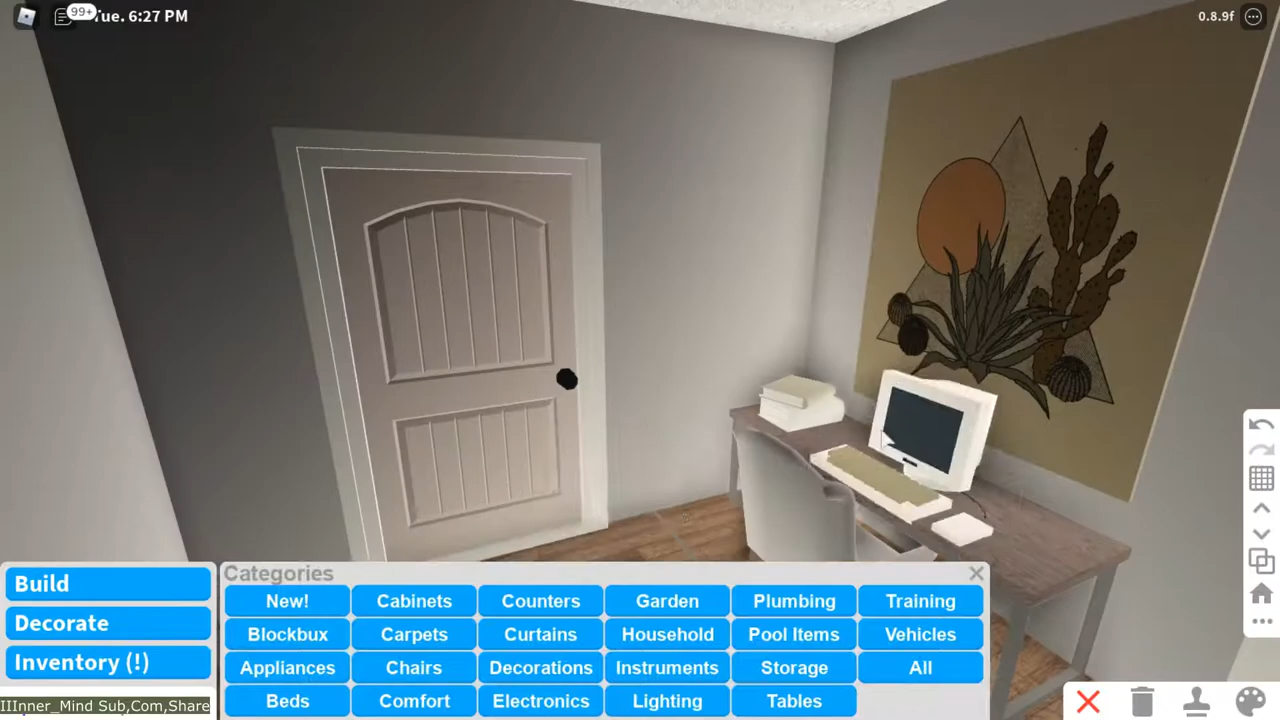 99+
Tue. 6:27 PM
0.8.9f
Build
Decorate
Inventory (!)
IIInner_Mind Sub,Com,Share
Categories
New! Cabinets Counters Garden Plumbing Training
Blockbux Carpets Curtains Household Pool Items Vehicles
Appliances Chairs Decorations Instruments Storage All
Beds Comfort Electronics Lighting Tables